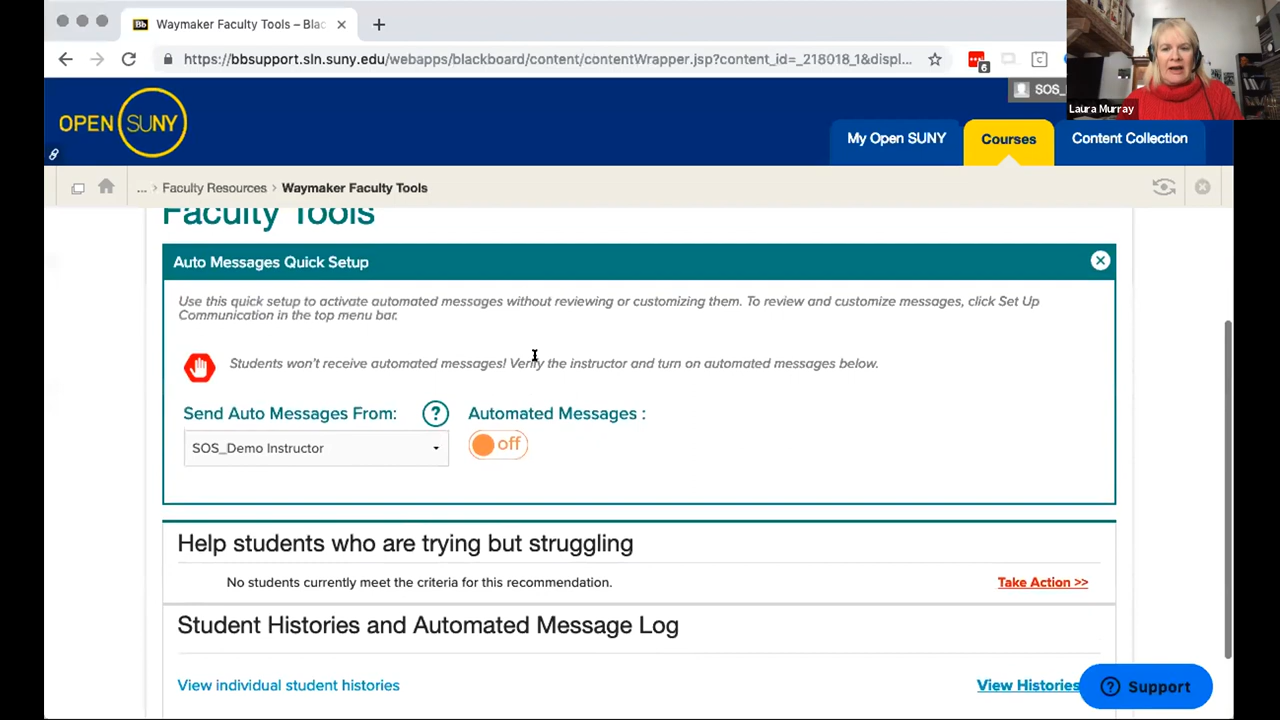 Waymaker Faculty Tools – Blac
https://bbsupport.sln.suny.edu/webapps/blackboard/content/contentWrapper.jsp?content_id=_218018_1&displ...
6
Laura Murray
OPEN SUNY
SOS_
My Open SUNY
Courses
Content Collection
... > Faculty Resources > Waymaker Faculty Tools
Faculty Tools
Auto Messages Quick Setup
Use this quick setup to activate automated messages without reviewing or customizing them. To review and customize messages, click Set Up
Communication in the top menu bar.
Students won't receive automated messages! Verify the instructor and turn on automated messages below.
Send Auto Messages From: ?
Automated Messages :
SOS_Demo Instructor
off
Help students who are trying but struggling
No students currently meet the criteria for this recommendation.
Take Action >>
Student Histories and Automated Message Log
View individual student histories
View Histories
? Support